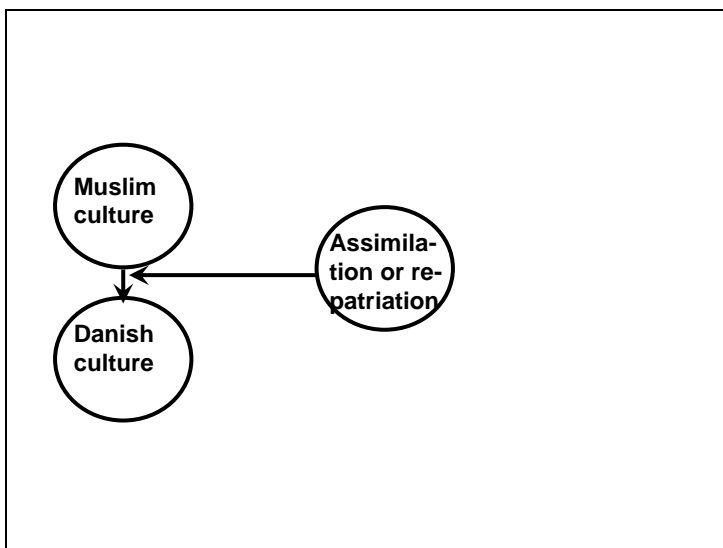 Muslim
culture
Assimila-
tion or re-
patriation
Danish
culture